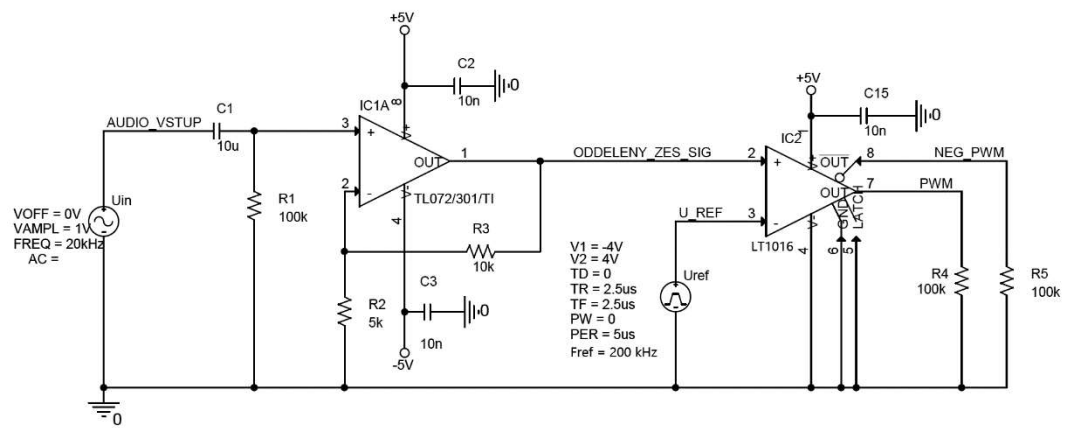 +5V
C2
10n
0
8
IC1A
V+
AUDIO_VSTUP
C1
10u
3
+
OUT
1
2
-
V-
4
TL072/301/TI
R1
100k
Uin
VOFF = 0V
VAMPL = 1V
FREQ = 20kHz
AC =
R3
10k
R2
5k
C3
10n
0
-5V
0
ODDELENY_ZES_SIG
+5V
C15
10n
0
1
IC2
V+
2
+
OUT
8
NEG_PWM
OUT
7
PWM
U_REF
3
-
V-
GND
LATCH
LT1016
4
6
5
V1 = -4V
V2 = 4V
TD = 0
TR = 2.5us
TF = 2.5us
PW = 0
PER = 5us
Fref = 200 kHz
Uref
R4
100k
R5
100k